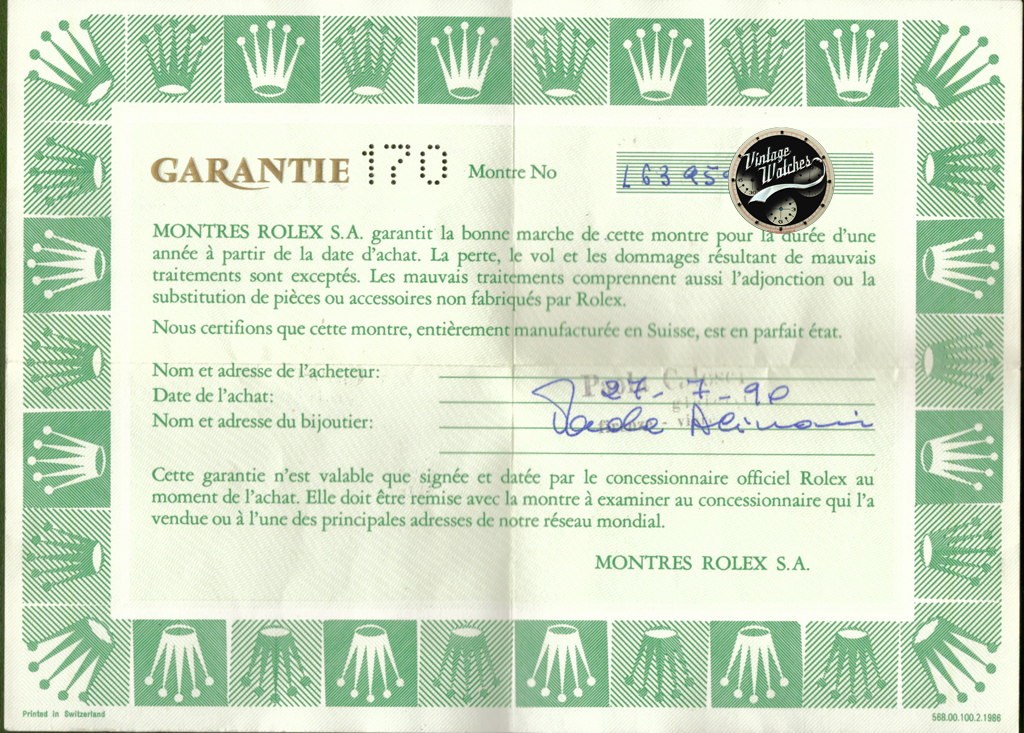 GARANTIE 170 Montre No L639595
Vintage
Watches
MONTRES ROLEX S.A. garantit la bonne marche de cette montre pour la durée d'une
année à partir de la date d'achat. La perte, le vol et les dommages résultant de mauvais
traitements sont exceptés. Les mauvais traitements comprennent aussi l'adjonction ou la
substitution de pièces ou accessoires non fabriqués par Rolex.
Nous certifions que cette montre, entièrement manufacturée en Suisse, est en parfait état.
Nom et adresse de l'acheteur:
Date de l'achat: 27-7-90
Nom et adresse du bijoutier:
Cette garantie n'est valable que signée et datée par le concessionnaire officiel Rolex au
moment de l'achat. Elle doit être remise avec la montre à examiner au concessionnaire qui l'a
vendue ou à l'une des principales adresses de notre réseau mondial.
MONTRES ROLEX S.A.
Printed in Switzerland
568.00.100.2.1986